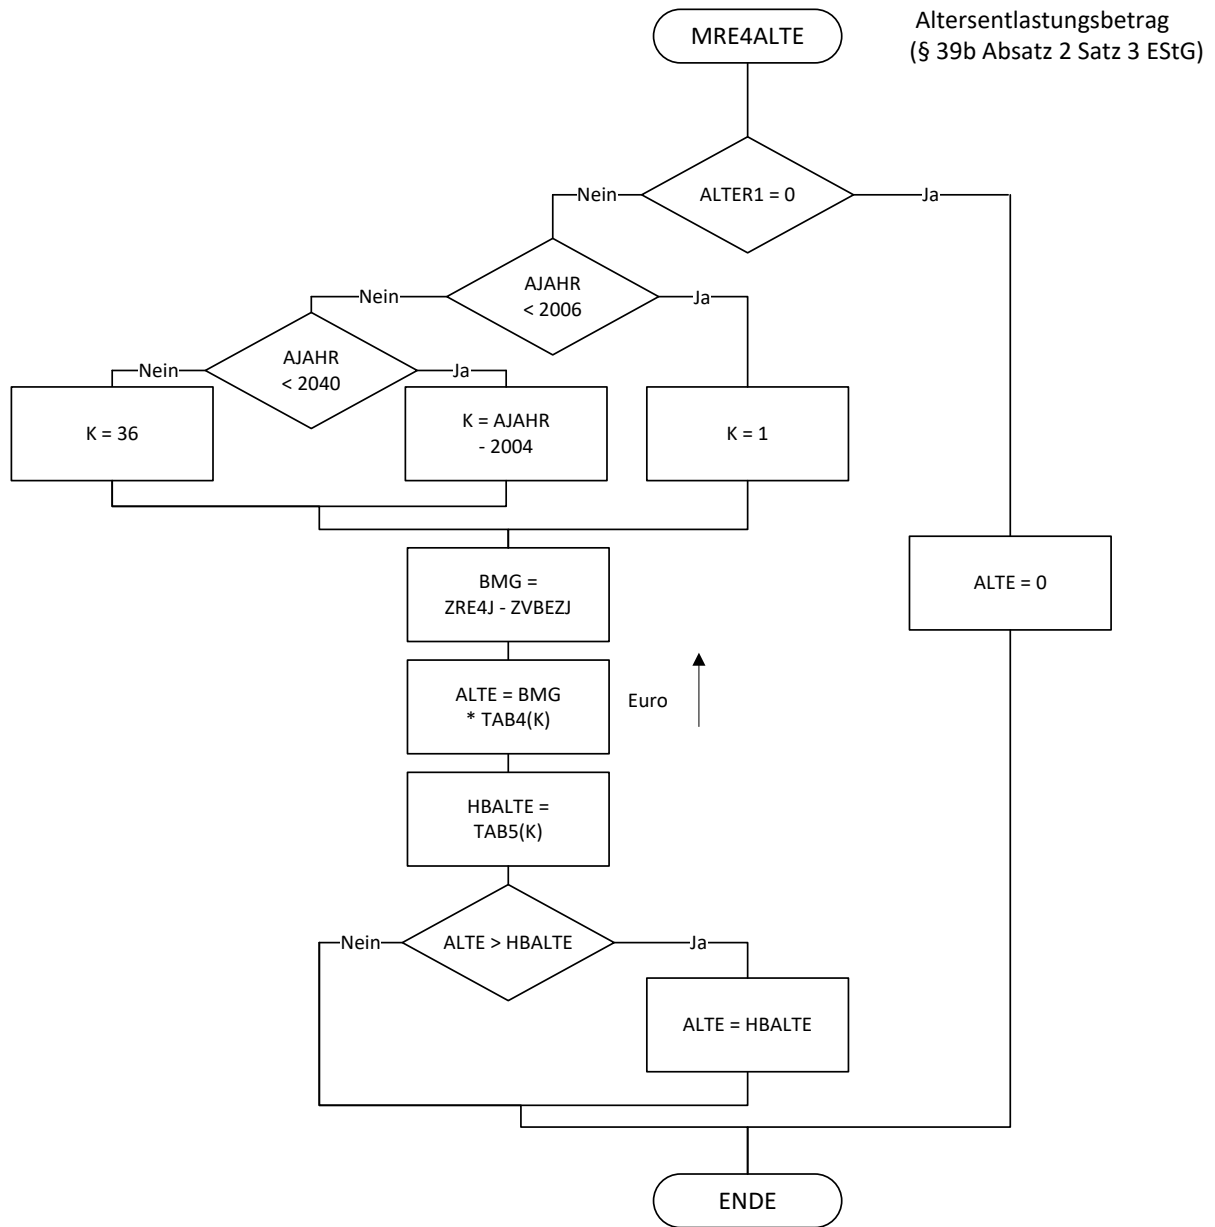 MRE4ALTE
Altersentlastungsbetrag
(§ 39b Absatz 2 Satz 3 EStG)
ALTER1 = 0
Nein
Ja
AJAHR
< 2006
Nein
Ja
AJAHR
< 2040
Nein
Ja
K = 36
K = AJAHR
- 2004
K = 1
BMG =
ZRE4J - ZVBEZJ
ALTE = 0
ALTE = BMG
* TAB4(K)
Euro
HBALTE =
TAB5(K)
ALTE > HBALTE
Nein
Ja
ALTE = HBALTE
ENDE